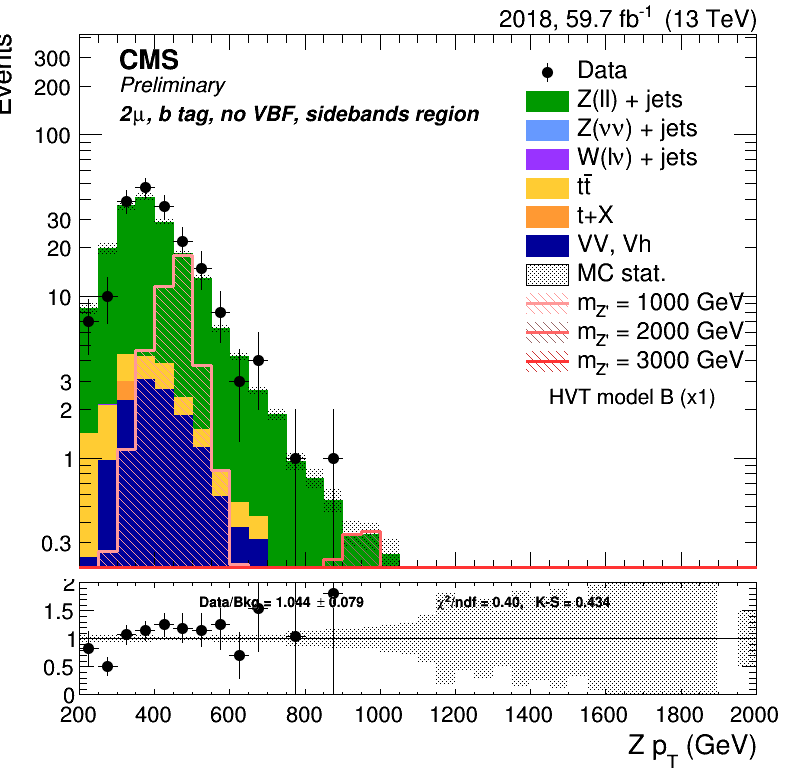 2018, 59.7 fb⁻¹ (13 TeV)
Events
CMS
Preliminary
2μ, b tag, no VBF, sidebands region
Data
Z(ll) + jets
Z(νν) + jets
W(lν) + jets
tt̄
t+X
VV, Vh
MC stat.
m_Z' = 1000 GeV
m_Z' = 2000 GeV
m_Z' = 3000 GeV
HVT model B (x1)
300
200
100
30
20
10
3
2
1
0.3
Data/Bkg = 1.044 ± 0.079
χ²/ndf = 0.40, K-S = 0.434
2
1.5
1
0.5
0
200 400 600 800 1000 1200 1400 1600 1800 2000
Z p_T (GeV)